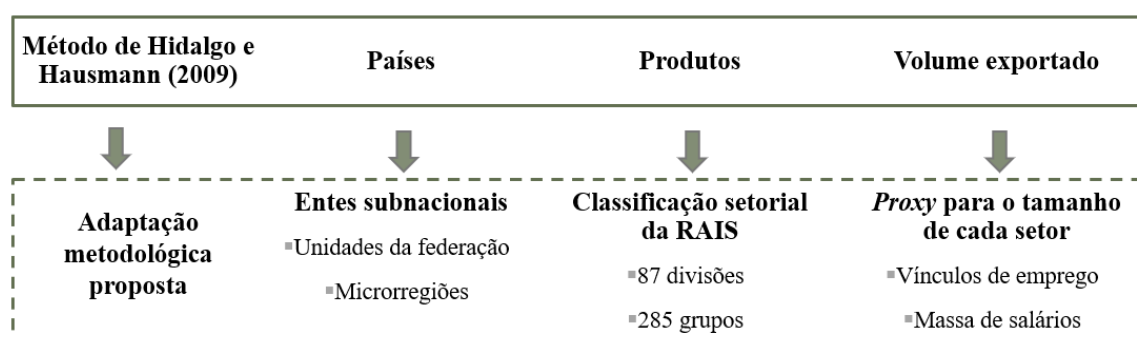 Método de Hidalgo e
Hausmann (2009)
Países
Produtos
Volume exportado
Adaptação
metodológica
proposta
Entes subnacionais
▪Unidades da federação
▪Microrregiões
Classificação setorial
da RAIS
▪87 divisões
▪285 grupos
Proxy para o tamanho
de cada setor
▪Vínculos de emprego
▪Massa de salários